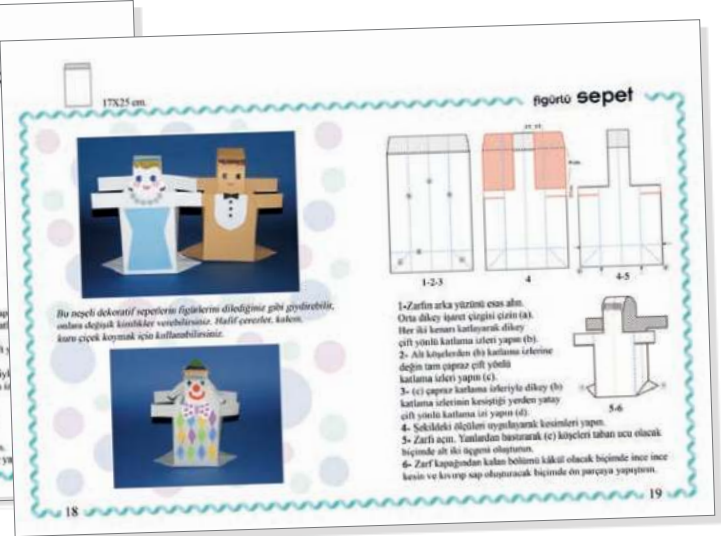 17X25 cm.
figürlü sepet
Bu neşeli dekoratif sepetlerin figürlerini dilediğiniz gibi giydirebilir,
onlara değişik kimlikler verebilirsiniz. Hafif çerezler, kalem,
kuru çiçek koymak için kullanabilirsiniz.
18
1-2-3
4
4-5
1-Zarfın arka yüzünü esas alın.
Orta dikey işaret çizgini çizin (a).
Her iki kenarı katlayarak dikey
çift yönlü katlama izleri yapın (b).
2- Alt köşelerden (b) katlama izlerine
değin tam çapraz çift yönlü
katlama izleri yapın (c).
3- (c) çapraz katlama izleriyle dikey (b)
katlama izlerinin kesiştiği yerden yatay
çift yönlü katlama izi yapın (d).
4- Şekildeki ölçüleri uygulayarak kesimleri yapın.
5- Zarfı açın. Yanlardan bastırarak (e) köşeleri taban ucu olacak
biçimde alt iki üçgeni oluşturun.
6- Zarf kapağından kalan bölümü kâkül olacak biçimde ince ince
kesin ve kıvırıp sap oluşturacak biçimde ön parçaya yapıştırın.
5-6
19